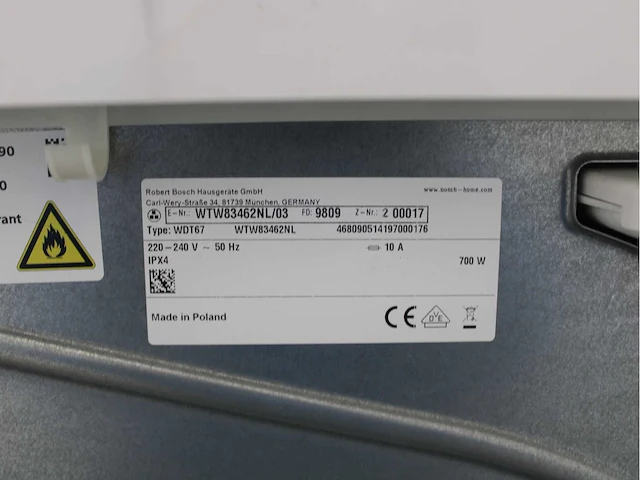 90
0
rant
Robert Bosch Hausgeräte GmbH www.bosch-home.com
Carl-Wery-Straße 34, 81739 München, GERMANY
E-Nr.: WTW83462NL/03 FD: 9809 Z-Nr.: 2 00017
Type: WDT67 WTW83462NL 468090514197000176
220-240 V ~ 50 Hz 10 A
IPX4 700 W
Made in Poland CE DVE